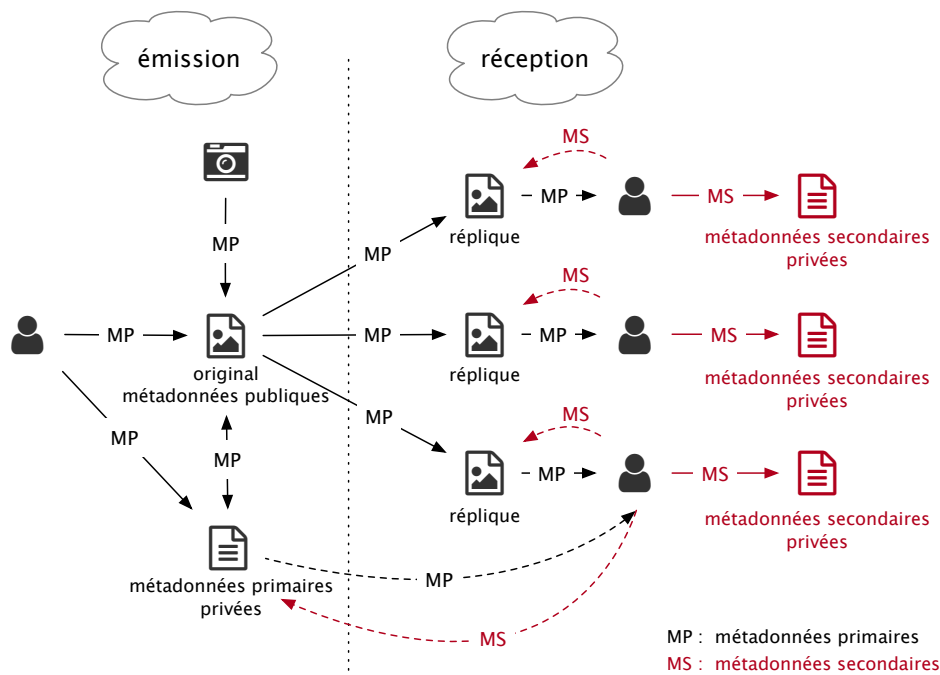 émission
réception
MS
MP
métadonnées secondaires
privées
réplique
MS
MP
MP
MP
MS
MP
MP
MP
MS
réplique
métadonnées secondaires
privées
original
métadonnées publiques
MS
MP
MP
MP
MP
MS
réplique
métadonnées secondaires
privées
métadonnées primaires
privées
MP
MS
MP : métadonnées primaires
MS : métadonnées secondaires